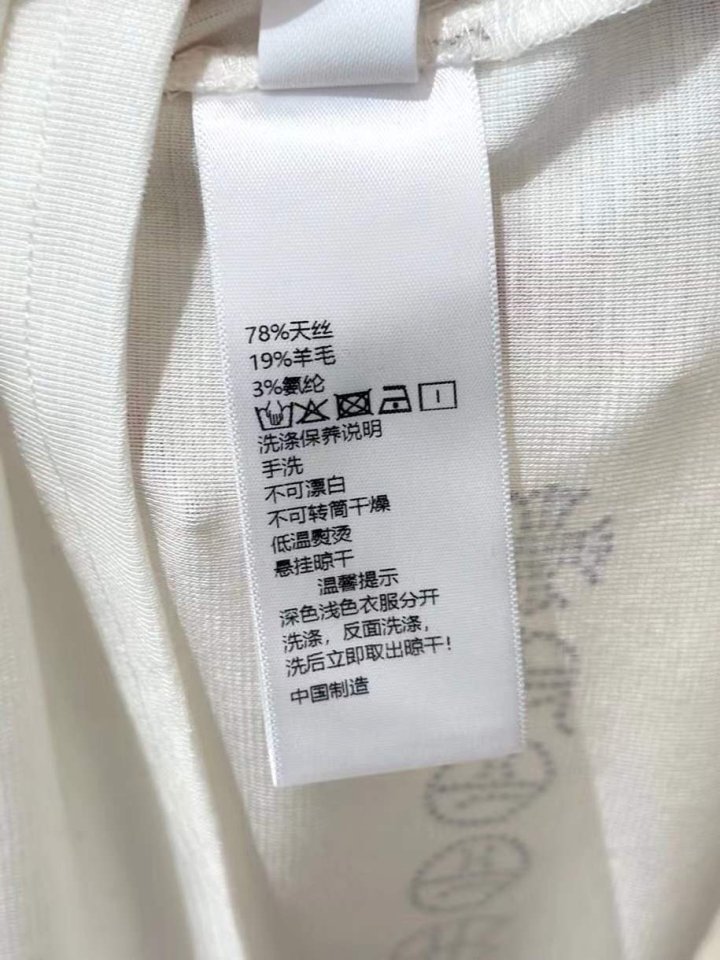 78%天丝
19%羊毛
3%氨纶
洗涤保养说明
手洗
不可漂白
不可转筒干燥
低温熨烫
悬挂晾干
温馨提示
深色浅色衣服分开
洗涤，反面洗涤，
洗后立即取出晾干！
中国制造